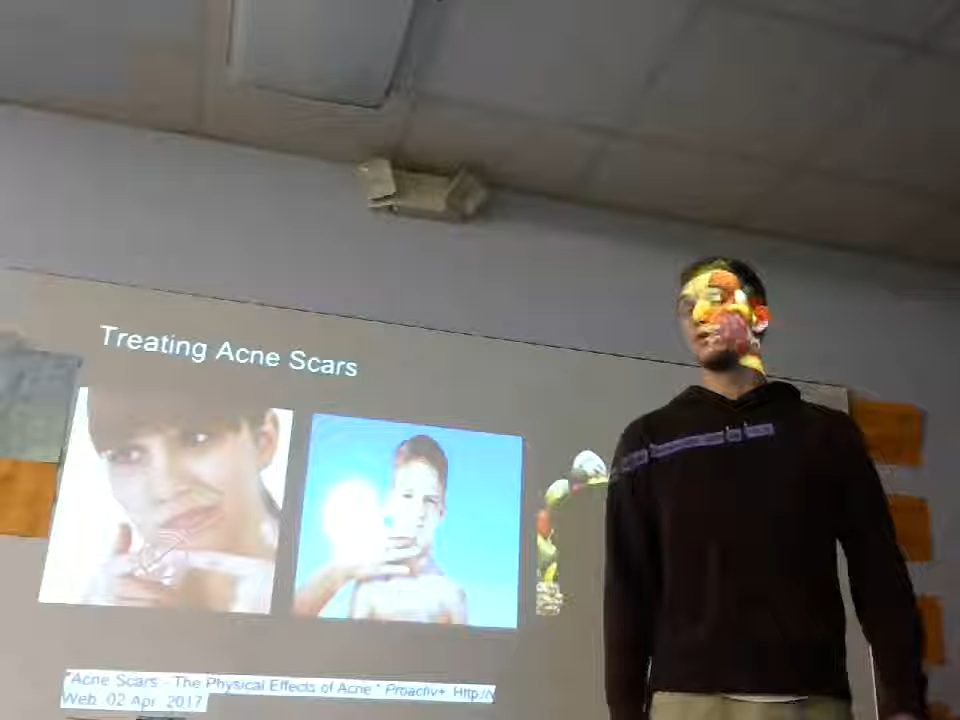 Treating Acne Scars
"Acne Scars - The Physical Effects of Acne." Proactiv+ Http:/
Web. 02 Apr. 2017